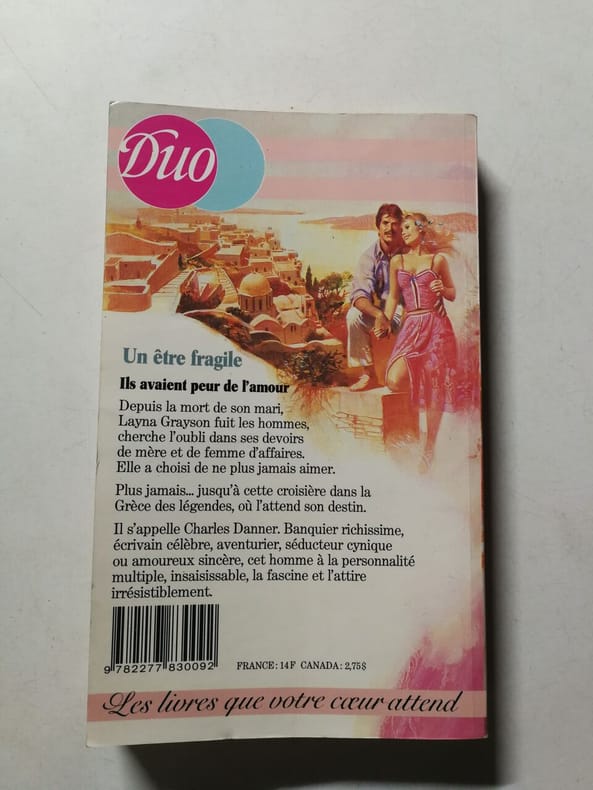 Duo
Un être fragile
Ils avaient peur de l'amour
Depuis la mort de son mari,
Layna Grayson fuit les hommes,
cherche l'oubli dans ses devoirs
de mère et de femme d'affaires.
Elle a choisi de ne plus jamais aimer.
Plus jamais... jusqu'à cette croisière dans la
Grèce des légendes, où l'attend son destin.
Il s'appelle Charles Danner. Banquier richissime,
écrivain célèbre, aventurier, séducteur cynique
ou amoureux sincère, cet homme à la personnalité
multiple, insaisissable, la fascine et l'attire
irrésistiblement.
9 782277 830092
FRANCE : 14 F CANADA : 2,75 $
Les livres que votre cœur attend